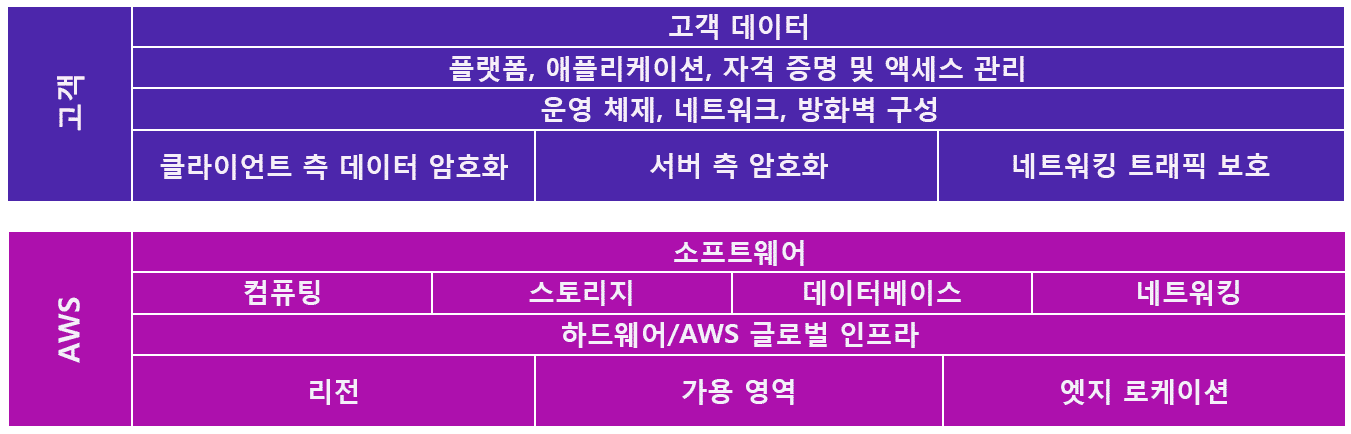 고객
고객 데이터
플랫폼, 애플리케이션, 자격 증명 및 액세스 관리
운영 체제, 네트워크, 방화벽 구성
클라이언트 측 데이터 암호화
서버 측 암호화
네트워킹 트래픽 보호
AWS
소프트웨어
컴퓨팅
스토리지
데이터베이스
네트워킹
하드웨어/AWS 글로벌 인프라
리전
가용 영역
엣지 로케이션